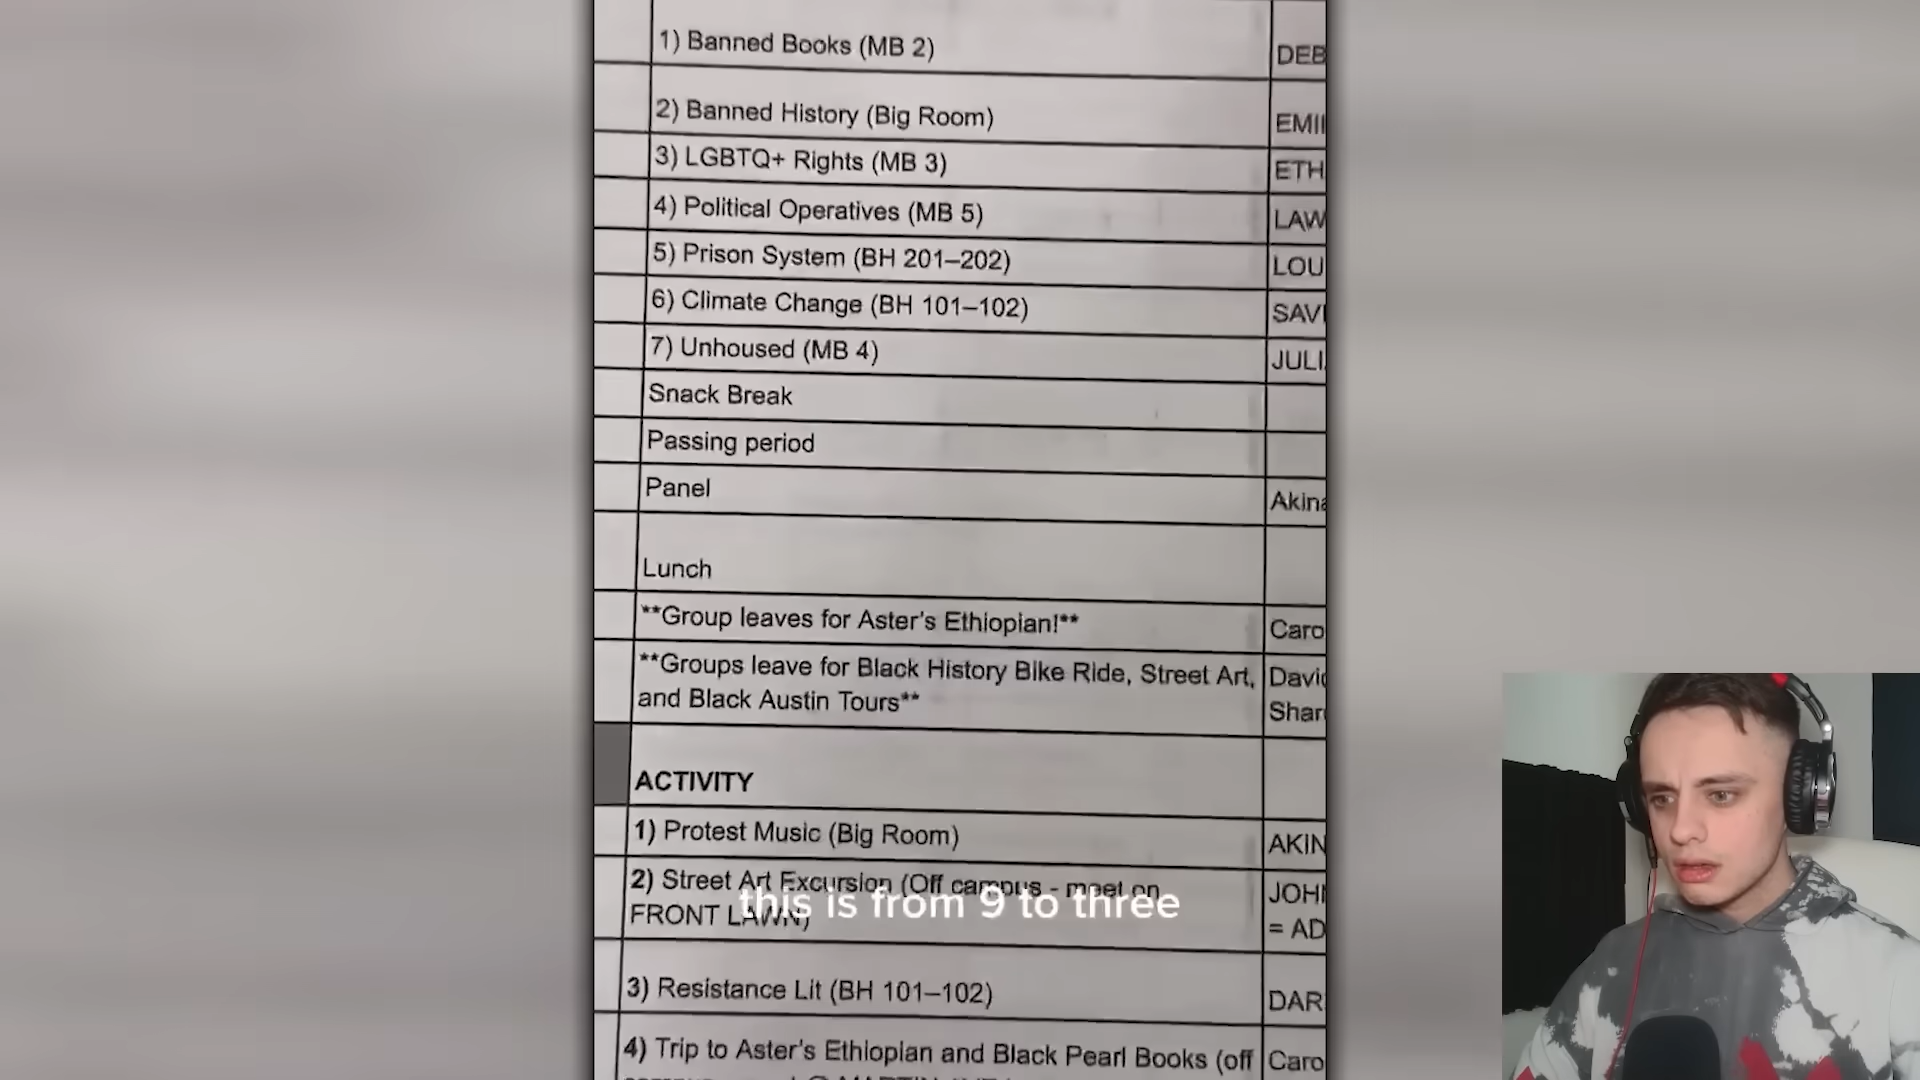 1) Banned Books (MB 2)
DEB
2) Banned History (Big Room)
3) LGBTQ+ Rights (MB 3)
ETH
4) Political Operatives (MB 5)
LAW
5) Prison System (BH 201–202)
LOU
6) Climate Change (BH 101–102)
SAV
7) Unhoused (MB 4)
JULI
Snack Break
Passing period
Panel
Akina
Lunch
**Group leaves for Aster's Ethiopian!**
Caro
**Groups leave for Black History Bike Ride, Street Art,
and Black Austin Tours**
David
Shar
ACTIVITY
1) Protest Music (Big Room)
AKIN
2) Street Art Excursion (Off campus - meet on
FRONT LAWN)
JOH
= AD
this is from 9 to three
3) Resistance Lit (BH 101–102)
DAR
4) Trip to Aster's Ethiopian and Black Pearl Books (off
Caro